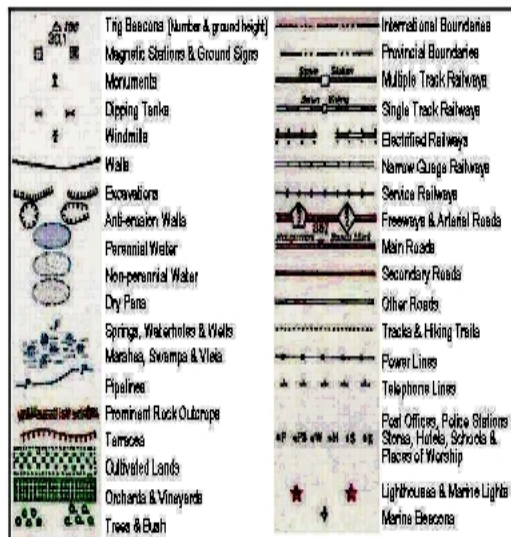 Trig Beacons (Number & ground height)
Magnetic Stations & Ground Signs
Monuments
Dipping Tanks
Windmills
Walls
Excavations
Anti-erosion Walls
Perennial Water
Non-perennial Water
Dry Pans
Springs, Waterholes & Wells
Marshes, Swamps & Vleis
Pipelines
Prominent Rock Outcrops
Terraces
Cultivated Lands
Orchards & Vineyards
Trees & Bush
International Boundaries
Provincial Boundaries
Multiple Track Railways
Single Track Railways
Electrified Railways
Narrow Guage Railways
Service Railways
Freeways & Arterial Roads
Main Roads
Secondary Roads
Other Roads
Tracks & Hiking Trails
Power Lines
Telephone Lines
Post Offices, Police Stations
Stores, Hotels, Schools &
Places of Worship
Lighthouses & Marine Lights
Marine Beacons